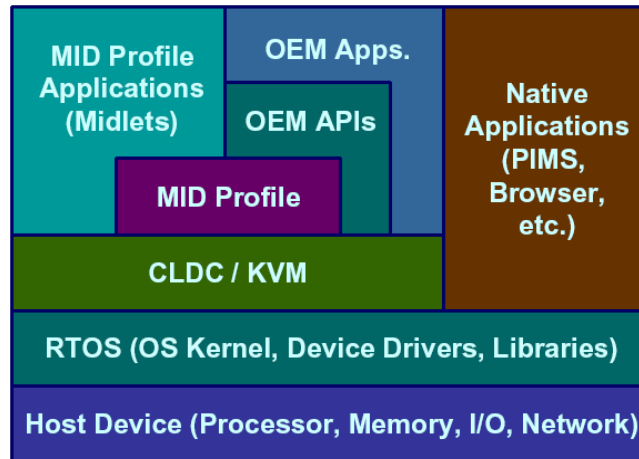 MID Profile
Applications
(Midlets)
OEM Apps.
OEM APIs
MID Profile
Native
Applications
(PIMS,
Browser,
etc.)
CLDC / KVM
RTOS (OS Kernel, Device Drivers, Libraries)
Host Device (Processor, Memory, I/O, Network)